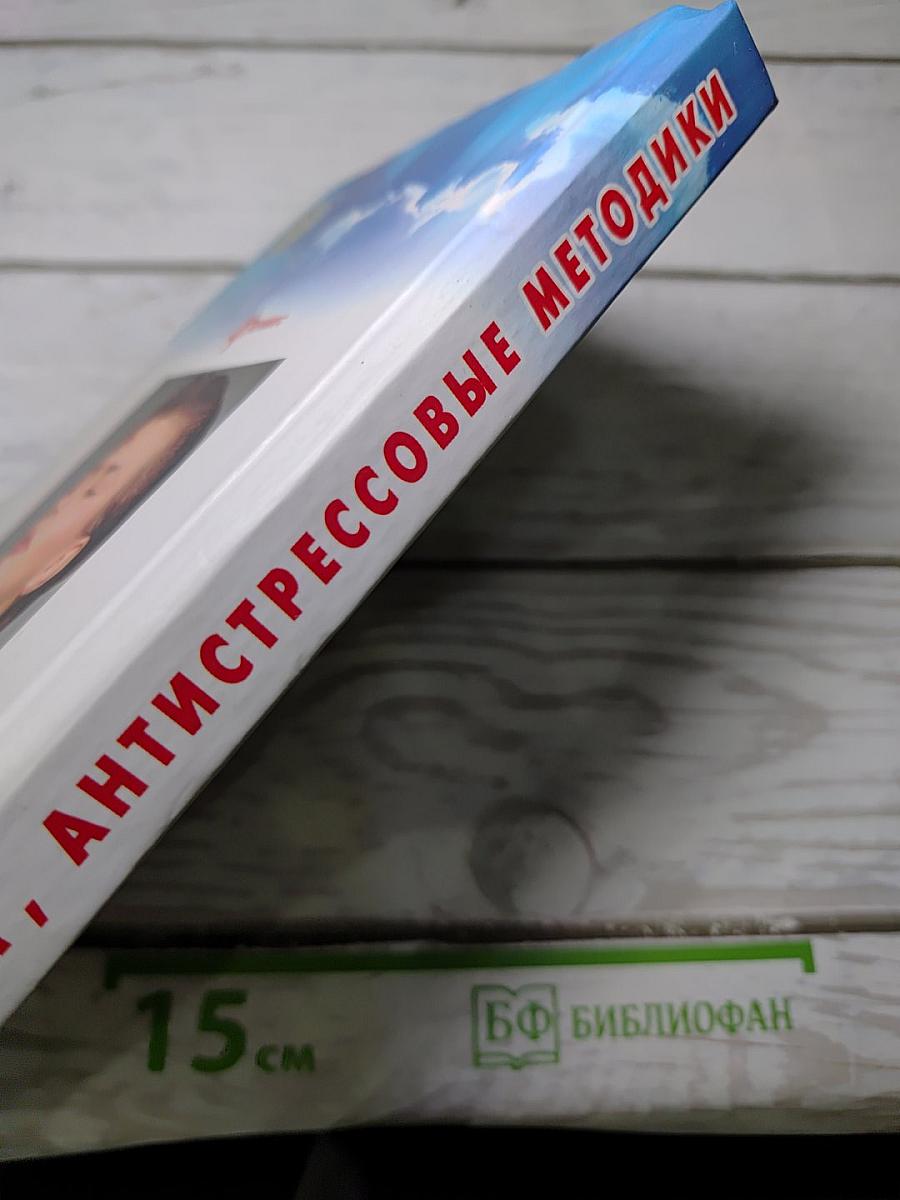 , АНТИСТРЕССОВЫЕ МЕТОДИКИ
15 см
БФ БИБЛИОФАН